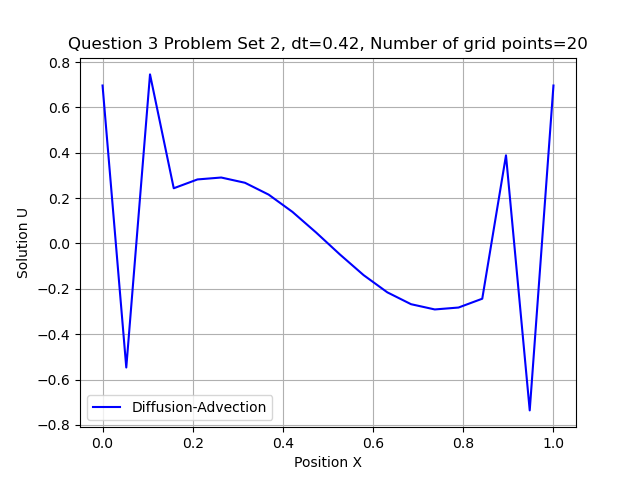 Question 3 Problem Set 2, dt=0.42, Number of grid points=20
0.8
0.6
0.4
0.2
0.0
−0.2
−0.4
−0.6
−0.8
Solution U
Diffusion-Advection
0.0 0.2 0.4 0.6 0.8 1.0
Position X